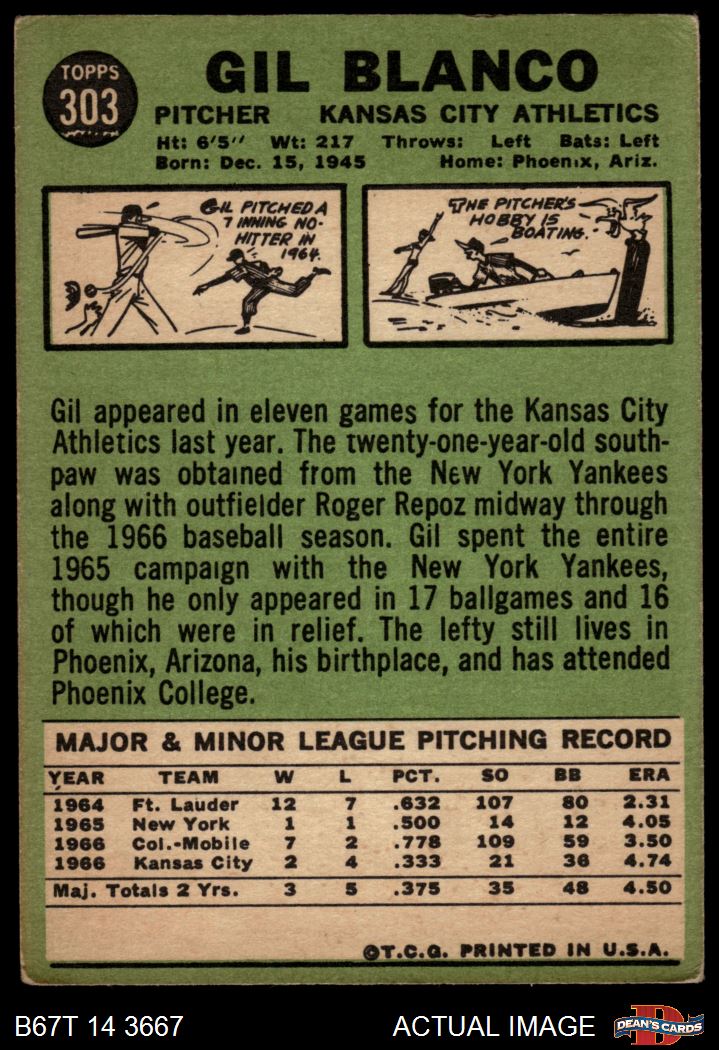 TOPPS
303
GIL BLANCO
PITCHER KANSAS CITY ATHLETICS
Ht: 6'5" Wt: 217 Throws: Left Bats: Left
Born: Dec. 15, 1945 Home: Phoenix, Ariz.
GIL PITCHED A
7 INNING NO-
HITTER IN
1964.
THE PITCHER'S
HOBBY IS
BOATING.
Gil appeared in eleven games for the Kansas City
Athletics last year. The twenty-one-year-old south-
paw was obtained from the New York Yankees
along with outfielder Roger Repoz midway through
the 1966 baseball season. Gil spent the entire
1965 campaign with the New York Yankees,
though he only appeared in 17 ballgames and 16
of which were in relief. The lefty still lives in
Phoenix, Arizona, his birthplace, and has attended
Phoenix College.
MAJOR & MINOR LEAGUE PITCHING RECORD
YEAR TEAM W L PCT. SO BB ERA
1964 Ft. Lauder 12 7 .632 107 80 2.31
1965 New York 1 1 .500 14 12 4.05
1966 Col.-Mobile 7 2 .778 109 59 3.50
1966 Kansas City 2 4 .333 21 36 4.74
Maj. Totals 2 Yrs. 3 5 .375 35 48 4.50
©T.C.G. PRINTED IN U.S.A.
B67T 14 3667 ACTUAL IMAGE
D
DEAN'S CARDS